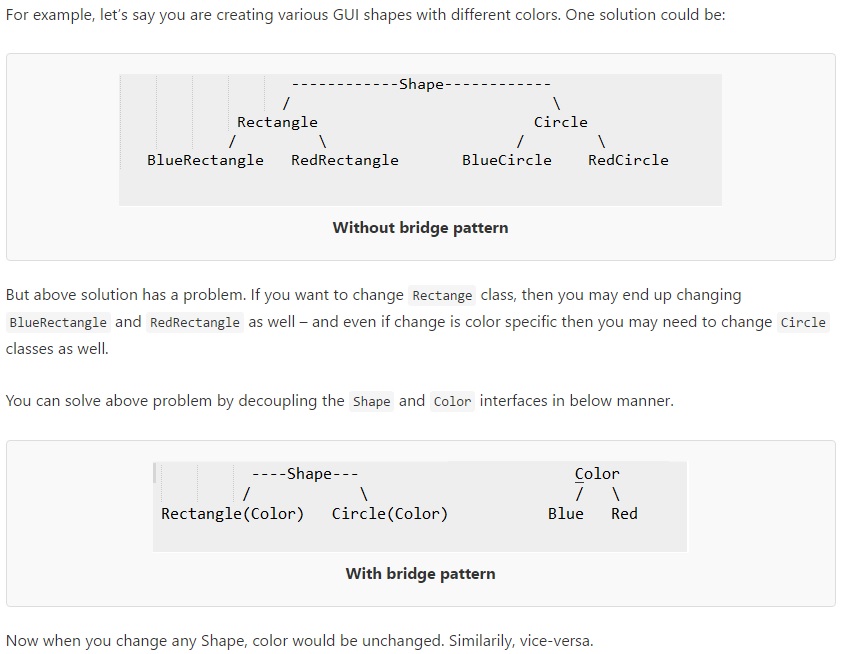 For example, let's say you are creating various GUI shapes with different colors. One solution could be:
------------Shape------------
/ \
Rectangle Circle
/ \ / \
BlueRectangle RedRectangle BlueCircle RedCircle
Without bridge pattern
But above solution has a problem. If you want to change Rectange class, then you may end up changing
BlueRectangle and RedRectangle as well – and even if change is color specific then you may need to change Circle
classes as well.
You can solve above problem by decoupling the Shape and Color interfaces in below manner.
----Shape--- Color
/ \ / \
Rectangle(Color) Circle(Color) Blue Red
With bridge pattern
Now when you change any Shape, color would be unchanged. Similarily, vice-versa.